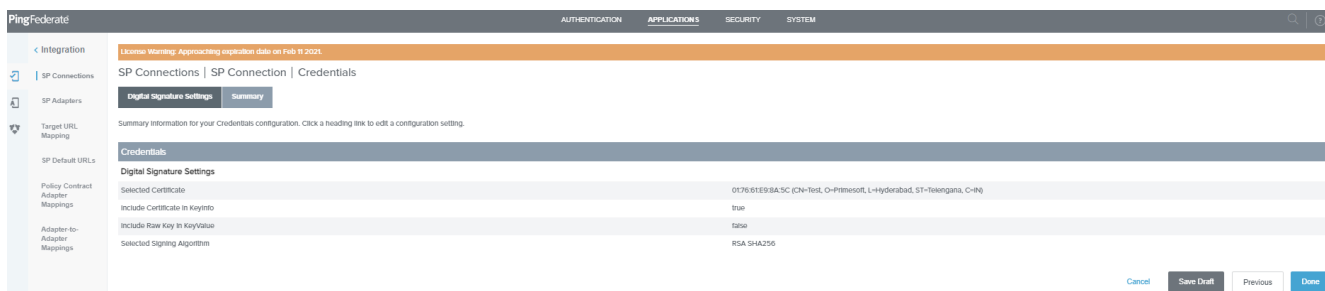 PingFederate
AUTHENTICATION APPLICATIONS SECURITY SYSTEM
< Integration
SP Connections
SP Adapters
Target URL
Mapping
SP Default URLs
Policy Contract
Adapter
Mappings
Adapter-to-
Adapter
Mappings
License Warning: Approaching expiration date on Feb 11 2021.
SP Connections | SP Connection | Credentials
Digital Signature Settings Summary
Summary information for your Credentials configuration. Click a heading link to edit a configuration setting.
Credentials
Digital Signature Settings
Selected Certificate 01:76:61:E9:8A:5C (CN=Test, O=Primesoft, L=Hyderabad, ST=Telengana, C=IN)
Include Certificate in KeyInfo true
Include Raw Key in KeyValue false
Selected Signing Algorithm RSA SHA256
Cancel Save Draft Previous Done